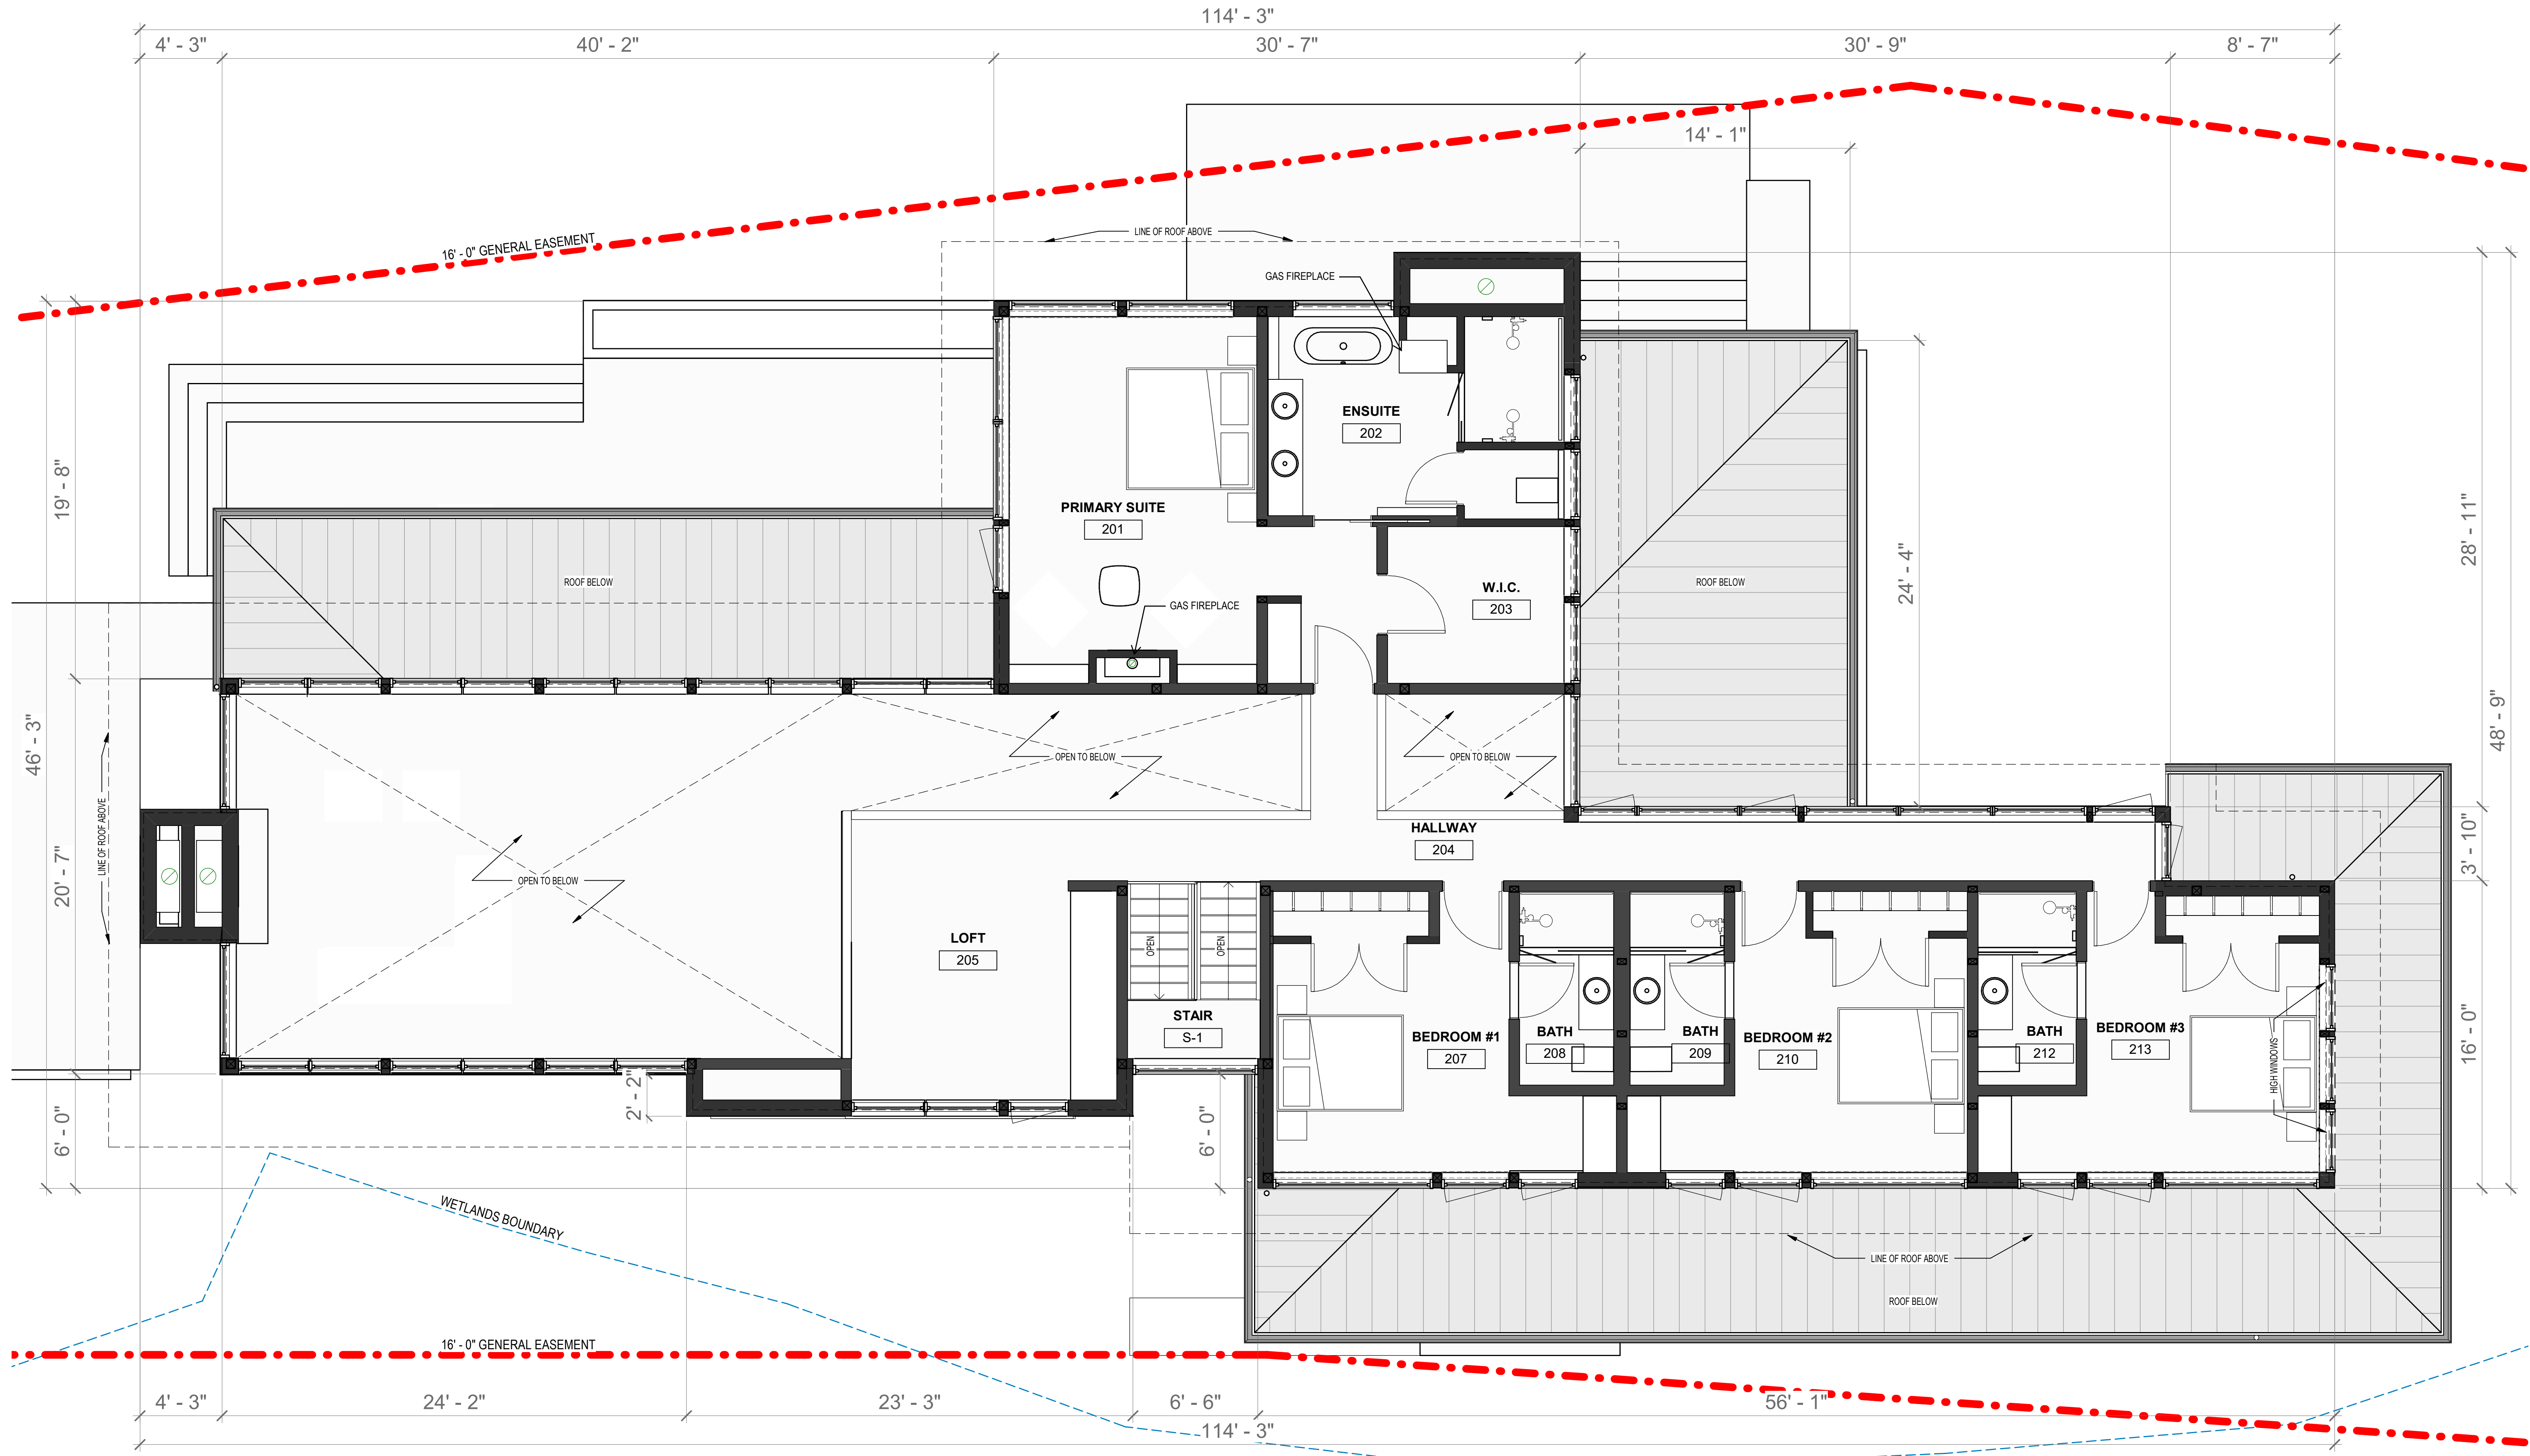 114' - 3"
4' - 3"
40' - 2"
30' - 7"
30' - 9"
8' - 7"
14' - 1"
16' - 0" GENERAL EASEMENT
LINE OF ROOF ABOVE
GAS FIREPLACE
ENSUITE
202
19' - 8"
28' - 11"
PRIMARY SUITE
201
24' - 4"
ROOF BELOW
ROOF BELOW
W.I.C.
203
GAS FIREPLACE
46' - 3"
48' - 9"
OPEN TO BELOW
OPEN TO BELOW
LINE OF ROOF ABOVE
HALLWAY
204
3' - 10"
20' - 7"
OPEN TO BELOW
LOFT
205
OPEN
OPEN
STAIR
S-1
BEDROOM #1
207
BATH
208
BATH
209
BEDROOM #2
210
BATH
212
BEDROOM #3
213
HIGH WINDOWS
16' - 0"
2' - 2"
6' - 0"
6' - 0"
WETLANDS BOUNDARY
LINE OF ROOF ABOVE
ROOF BELOW
16' - 0" GENERAL EASEMENT
4' - 3"
24' - 2"
23' - 3"
6' - 6"
56' - 1"
114' - 3"